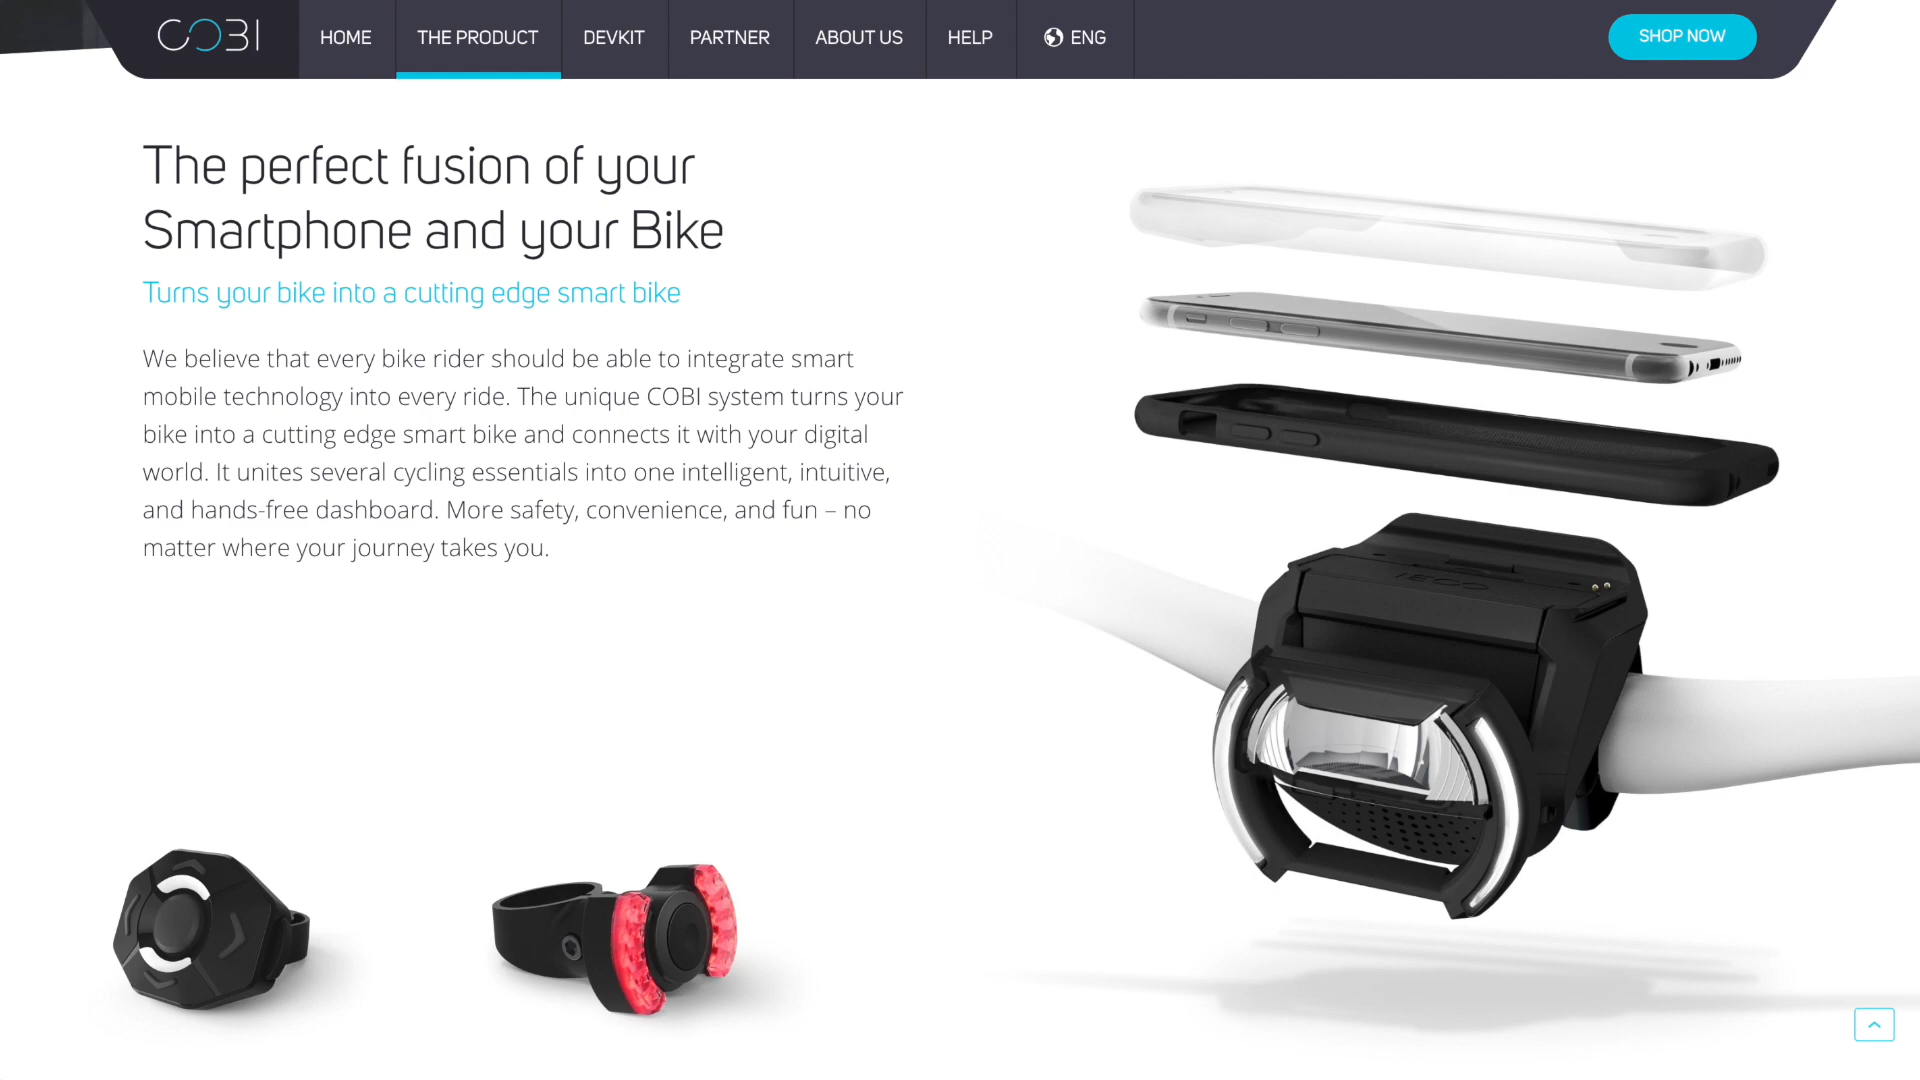 COBI
HOME
THE PRODUCT
DEVKIT
PARTNER
ABOUT US
HELP
ENG
SHOP NOW
The perfect fusion of your
Smartphone and your Bike
Turns your bike into a cutting edge smart bike
We believe that every bike rider should be able to integrate smart
mobile technology into every ride. The unique COBI system turns your
bike into a cutting edge smart bike and connects it with your digital
world. It unites several cycling essentials into one intelligent, intuitive,
and hands-free dashboard. More safety, convenience, and fun – no
matter where your journey takes you.
COBI